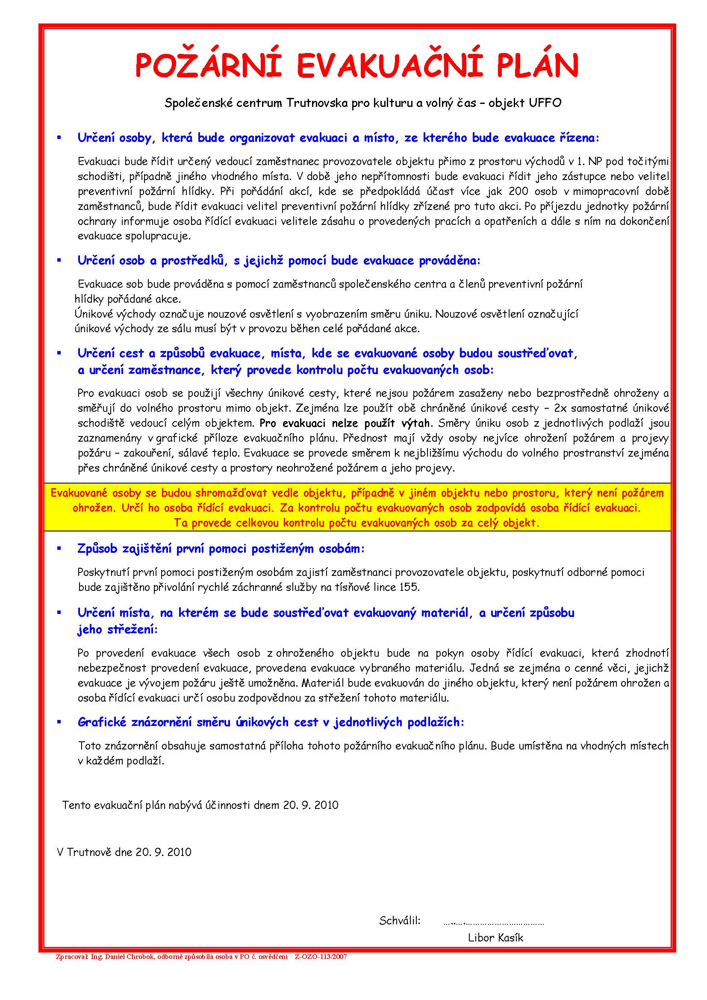 POŽÁRNÍ EVAKUAČNÍ PLÁN
Společenské centrum Trutnovska pro kulturu a volný čas – objekt UFFO
▪ Určení osoby, která bude organizovat evakuaci a místo, ze kterého bude evakuace řízena:
Evakuaci bude řídit určený vedoucí zaměstnanec provozovatele objektu přimo z prostoru východů v 1. NP pod točitými
schodišti, případně jiného vhodného místa. V době jeho nepřítomnosti bude evakuaci řídit jeho zástupce nebo velitel
preventivní požární hlídky. Při pořádání akcí, kde se předpokládá účast více jak 200 osob v mimopracovní době
zaměstnanců, bude řídit evakuaci velitel preventivní požární hlídky zřízené pro tuto akci. Po příjezdu jednotky požární
ochrany informuje osoba řídící evakuaci velitele zásahu o provedených pracích a opatřeních a dále s ním na dokončení
evakuace spolupracuje.
▪ Určení osob a prostředků, s jejichž pomocí bude evakuace prováděna:
Evakuace sob bude prováděna s pomocí zaměstnanců společenského centra a členů preventivní požární
hlídky pořádané akce.
Únikové východy označuje nouzové osvětlení s vyobrazením směru úniku. Nouzové osvětlení označující
únikové východy ze sálu musí být v provozu během celé pořádané akce.
▪ Určení cest a způsobů evakuace, místa, kde se evakuované osoby budou soustřeďovat,
a určení zaměstnance, který provede kontrolu počtu evakuovaných osob:
Pro evakuaci osob se použijí všechny únikové cesty, které nejsou požárem zasaženy nebo bezprostředně ohroženy a
směřují do volného prostoru mimo objekt. Zejména lze použít obě chráněné únikové cesty – 2x samostatné únikové
schodiště vedoucí celým objektem. Pro evakuaci nelze použít výtah. Směry úniku osob z jednotlivých podlaží jsou
zaznamenány v grafické příloze evakuačního plánu. Přednost mají vždy osoby nejvíce ohrožení požárem a projevy
požáru – zakouření, sálavé teplo. Evakuace se provede směrem k nejbližšímu východu do volného prostranství zejména
přes chráněné únikové cesty a prostory neohrožené požárem a jeho projevy.
Evakuované osoby se budou shromažďovat vedle objektu, případně v jiném objektu nebo prostoru, který není požárem
ohrožen. Určí ho osoba řídící evakuaci. Za kontrolu počtu evakuovaných osob zodpovídá osoba řídící evakuaci.
Ta provede celkovou kontrolu počtu evakuovaných osob za celý objekt.
▪ Způsob zajištění první pomoci postiženým osobám:
Poskytnutí první pomoci postiženým osobám zajistí zaměstnanci provozovatele objektu, poskytnutí odborné pomoci
bude zajištěno přivolání rychlé záchranné služby na tísňové lince 155.
▪ Určení místa, na kterém se bude soustřeďovat evakuovaný materiál, a určení způsobu
jeho střežení:
Po provedení evakuace všech osob z ohroženého objektu bude na pokyn osoby řídící evakuaci, která zhodnotí
nebezpečnost provedení evakuace, provedena evakuace vybraného materiálu. Jedná se zejména o cenné věci, jejichž
evakuace je vývojem požáru ještě umožněna. Materiál bude evakuován do jiného objektu, který není požárem ohrožen a
osoba řídící evakuaci určí osobu zodpovědnou za střežení tohoto materiálu.
▪ Grafické znázornění směru únikových cest v jednotlivých podlažích:
Toto znázornění obsahuje samostatná příloha tohoto požárního evakuačního plánu. Bude umístěna na vhodných místech
v každém podlaží.
Tento evakuační plán nabývá účinnosti dnem 20. 9. 2010
V Trutnově dne 20. 9. 2010
Schválil: ….…..……………………………
Libor Kasík
Zpracoval: Ing. Daniel Chrobok, odborně způsobilá osoba v PO č. osvědčení Z-OZO-113/2007